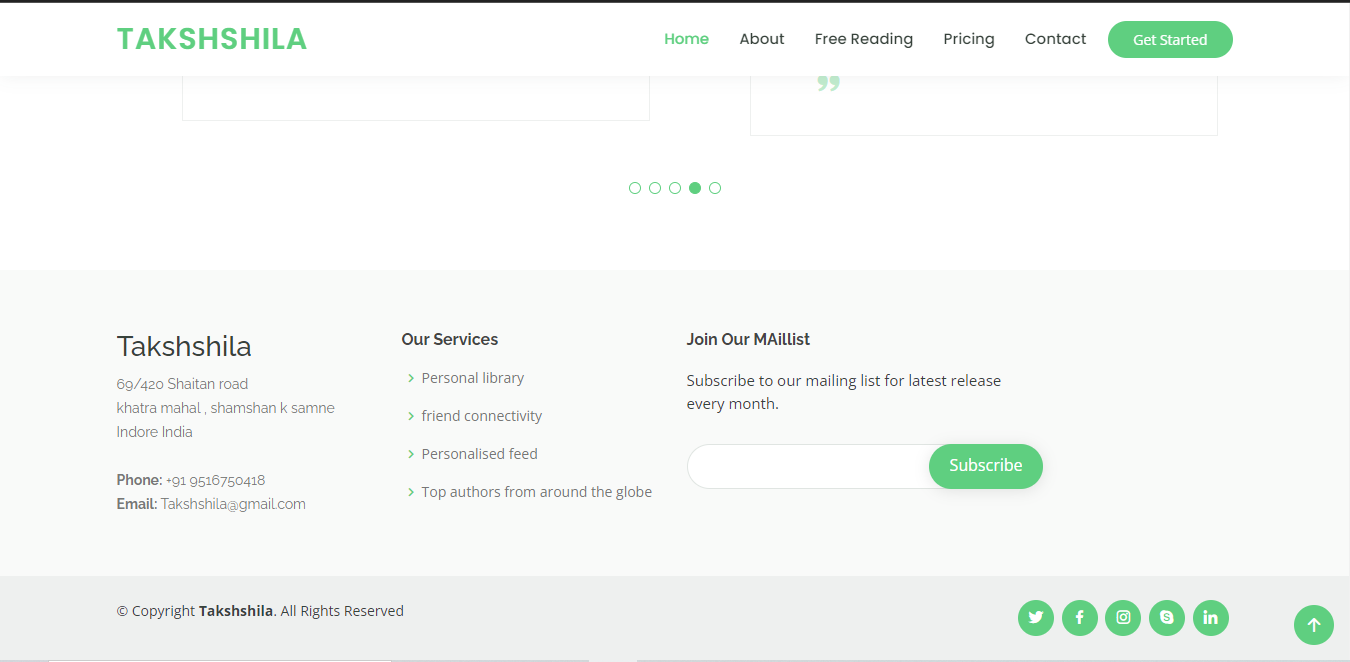 TAKSHSHILA
Home About Free Reading Pricing Contact Get Started
”
Takshshila
69/420 Shaitan road
khatra mahal , shamshan k samne
Indore India
Phone: +91 9516750418
Email: Takshshila@gmail.com
Our Services
Personal library
friend connectivity
Personalised feed
Top authors from around the globe
Join Our MAillist
Subscribe to our mailing list for latest release
every month.
Subscribe
© Copyright Takshshila. All Rights Reserved